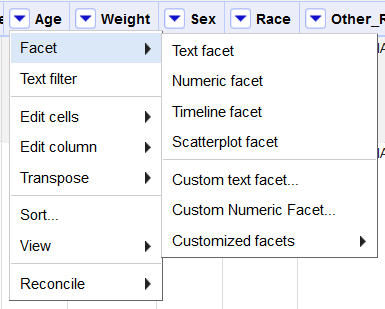 Age Weight Sex Race Other_R
Facet
Text filter
Edit cells
Edit column
Transpose
Sort...
View
Reconcile
Text facet
Numeric facet
Timeline facet
Scatterplot facet
Custom text facet...
Custom Numeric Facet...
Customized facets